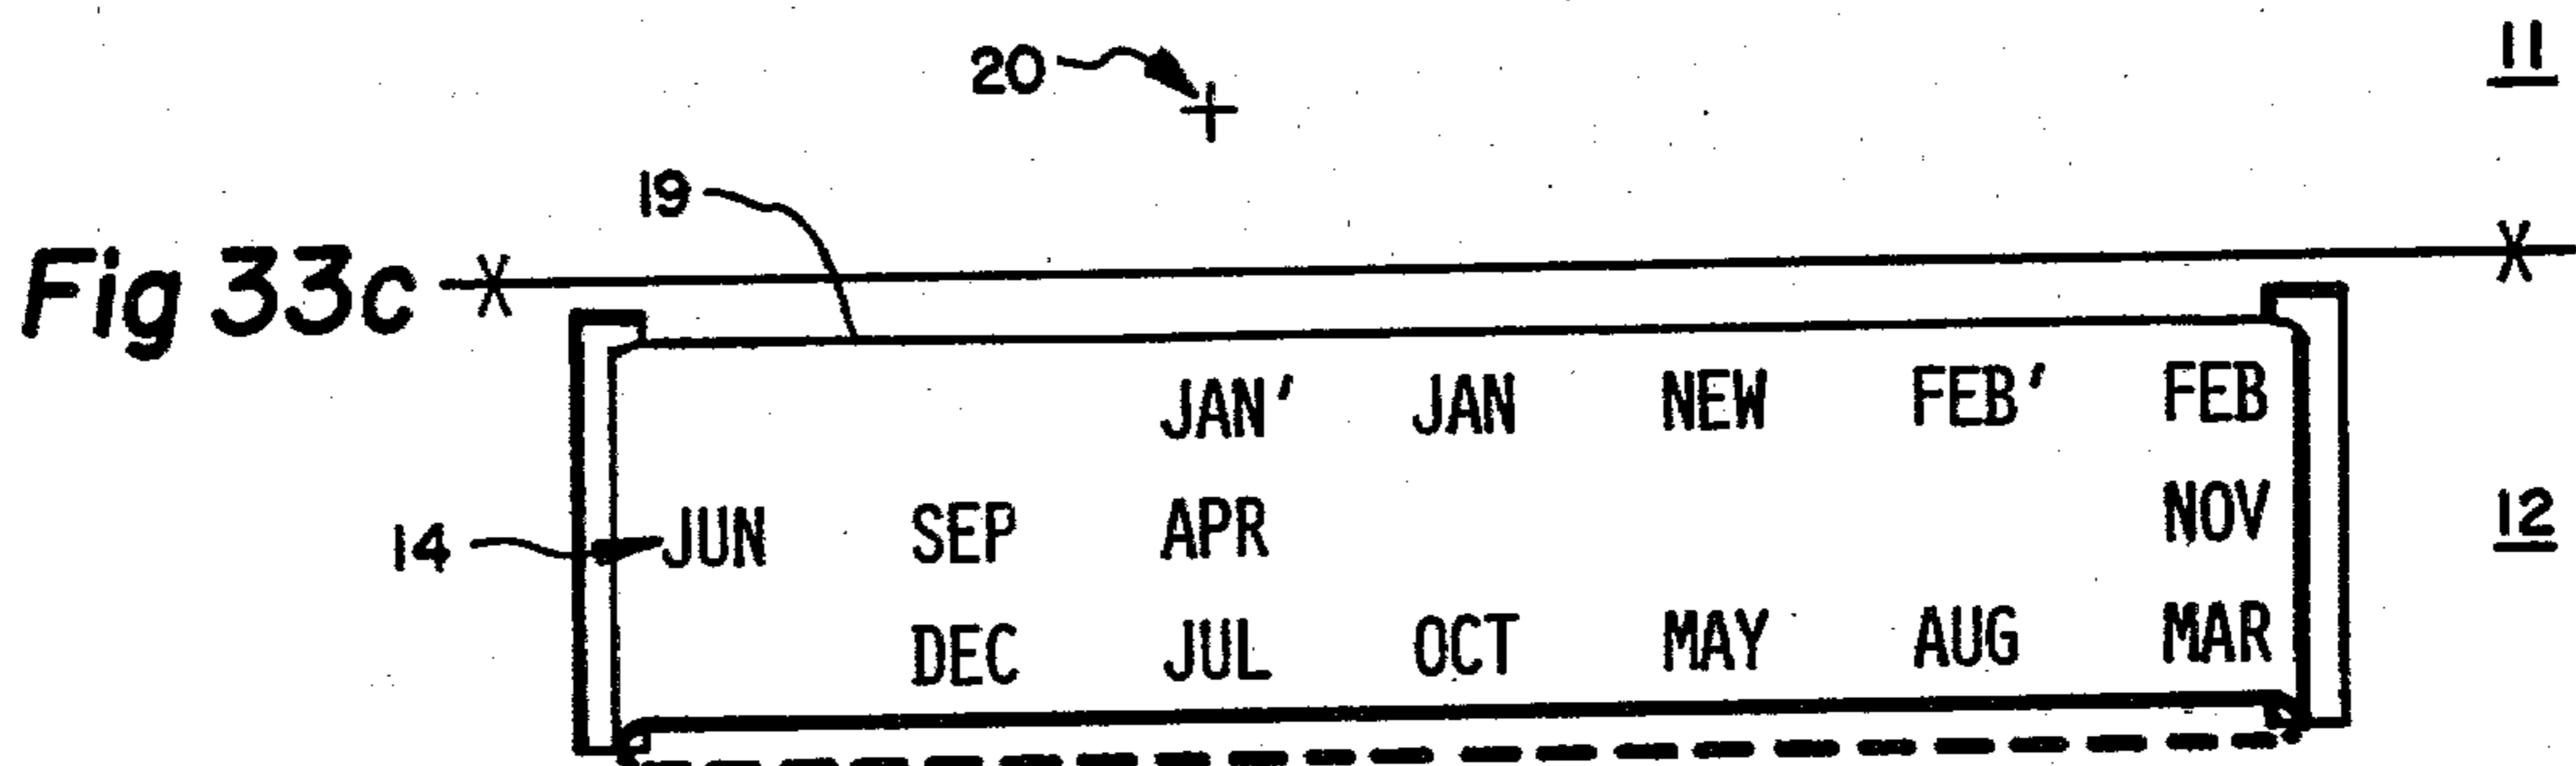 20 11
19
Fig 33c X X
JAN' JAN NEW FEB' FEB
14 JUN SEP APR NOV 12
DEC JUL OCT MAY AUG MAR